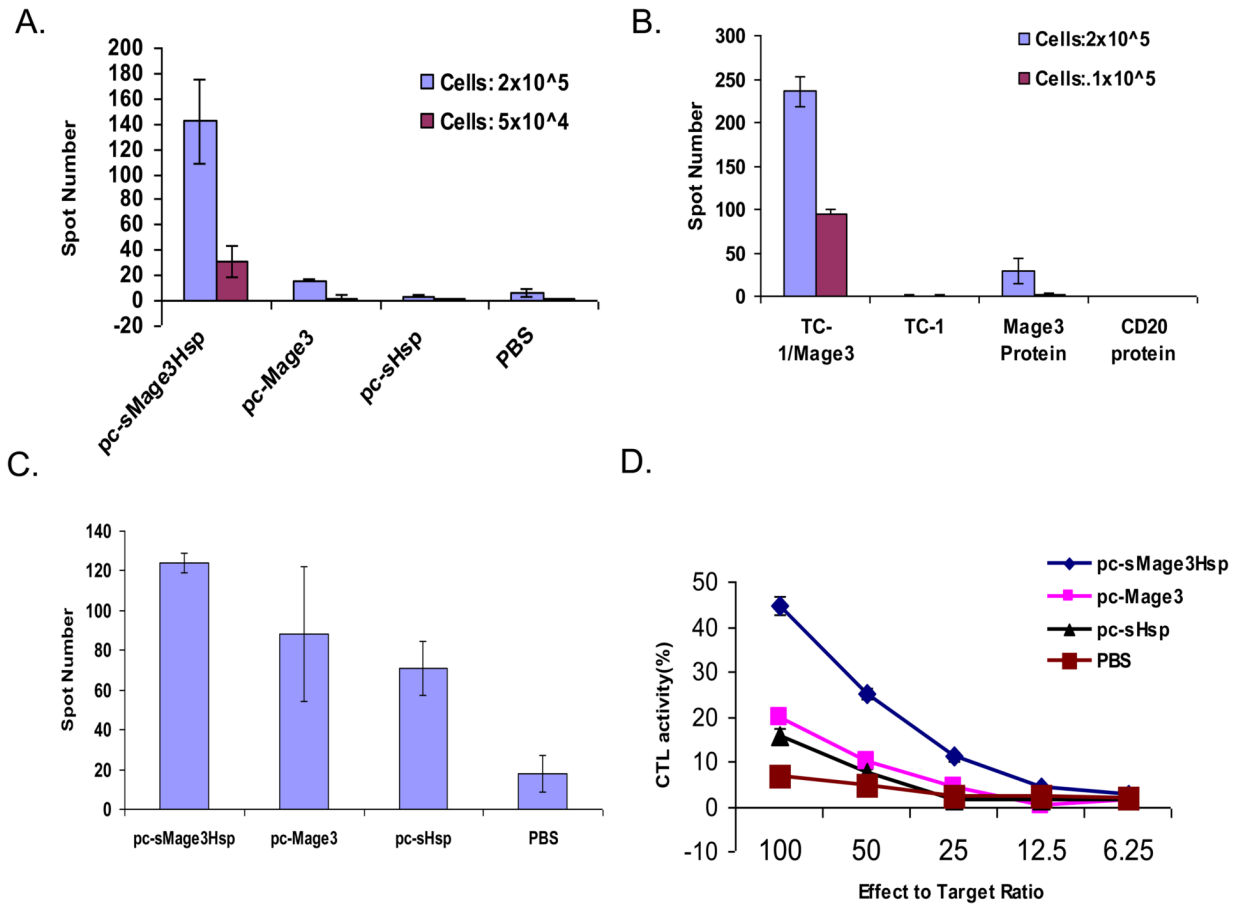 A.
200
180
160
140
120
100
80
60
40
20
0
-20
Spot Number
Cells: 2x10^5
Cells: 5x10^4
pc-sMage3Hsp
pc-Mage3
pc-sHsp
PBS
B.
300
250
200
150
100
50
0
Spot Number
Cells:2x10^5
Cells:.1x10^5
TC-
1/Mage3
TC-1
Mage3
Protein
CD20
protein
C.
140
120
100
80
60
40
20
0
Spot Number
pc-sMage3Hsp
pc-Mage3
pc-sHsp
PBS
D.
50
40
30
20
10
0
-10
CTL activity(%)
pc-sMage3Hsp
pc-Mage3
pc-sHsp
PBS
100
50
25
12.5
6.25
Effect to Target Ratio